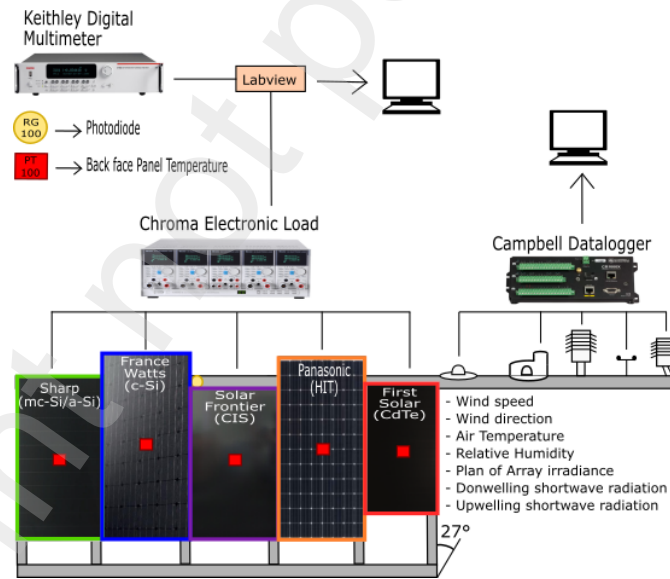 Keithley Digital
Multimeter
Labview
RG
100
Photodiode
PT
100
Back face Panel Temperature
Chroma Electronic Load
Campbell Datalogger
Sharp
(mc-Si/a-Si)
France
Watts
(c-Si)
Solar
Frontier
(CIS)
Panasonic
(HIT)
First
Solar
(CdTe)
- Wind speed
- Wind direction
- Air Temperature
- Relative Humidity
- Plan of Array irradiance
- Donwelling shortwave radiation
- Upwelling shortwave radiation
27°